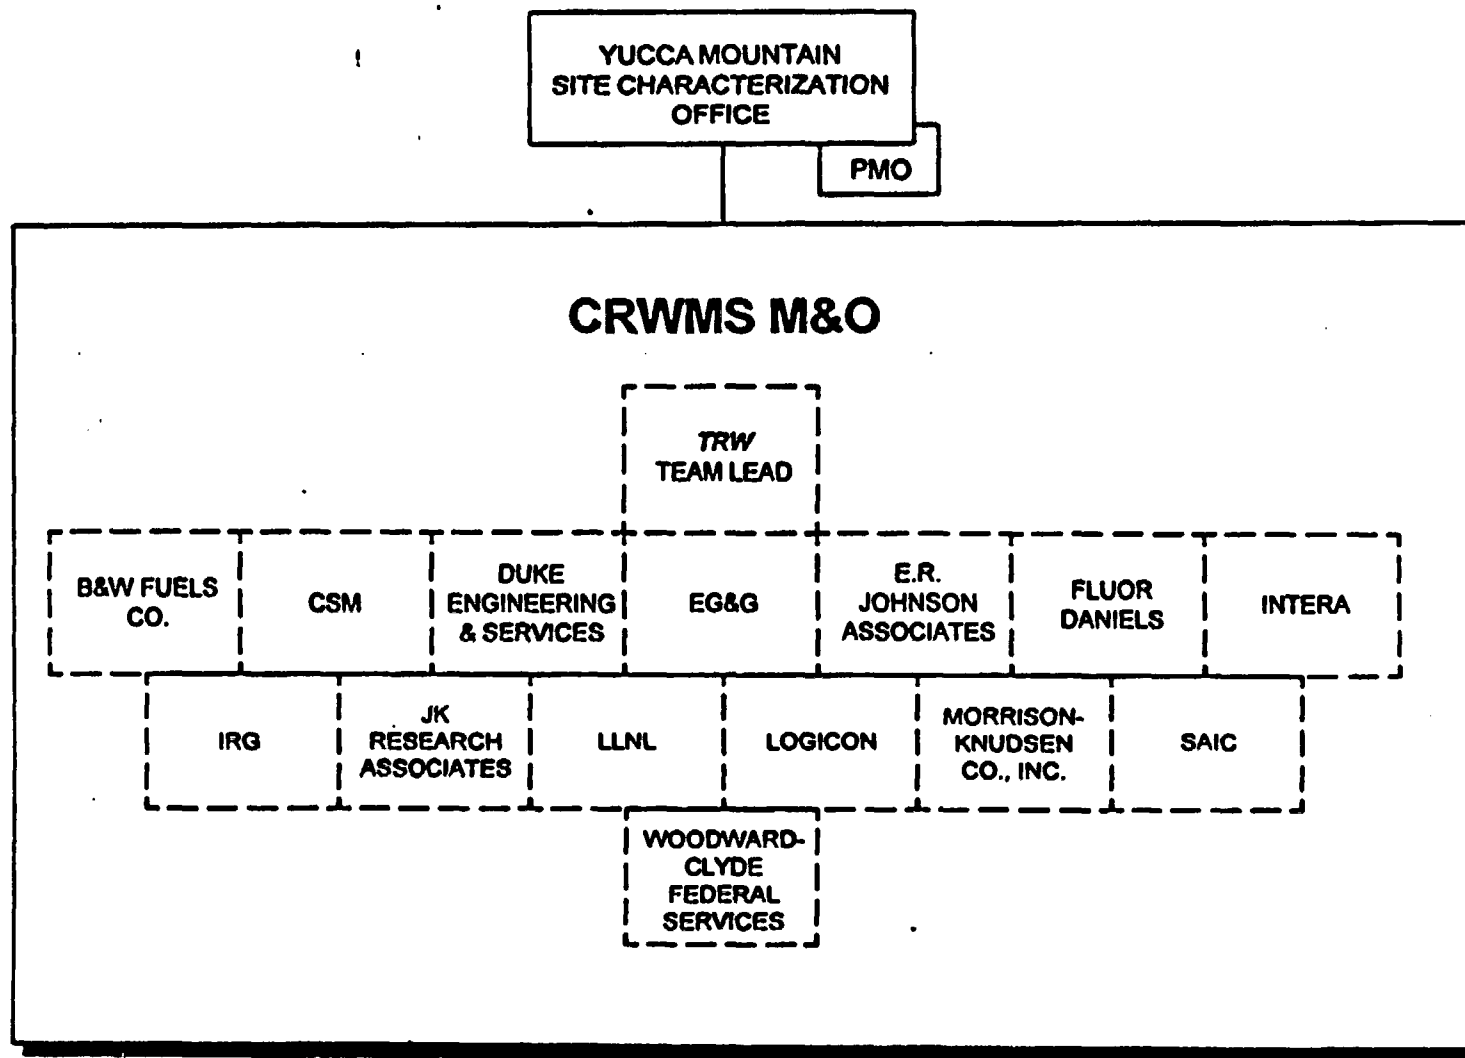 YUCCA MOUNTAIN
SITE CHARACTERIZATION
OFFICE
PMO
CRWMS M&O
TRW
TEAM LEAD
B&W FUELS
CO.
CSM
DUKE
ENGINEERING
& SERVICES
EG&G
E.R.
JOHNSON
ASSOCIATES
FLUOR
DANIELS
INTERA
IRG
JK
RESEARCH
ASSOCIATES
LLNL
LOGICON
MORRISON-
KNUDSEN
CO., INC.
SAIC
WOODWARD-
CLYDE
FEDERAL
SERVICES